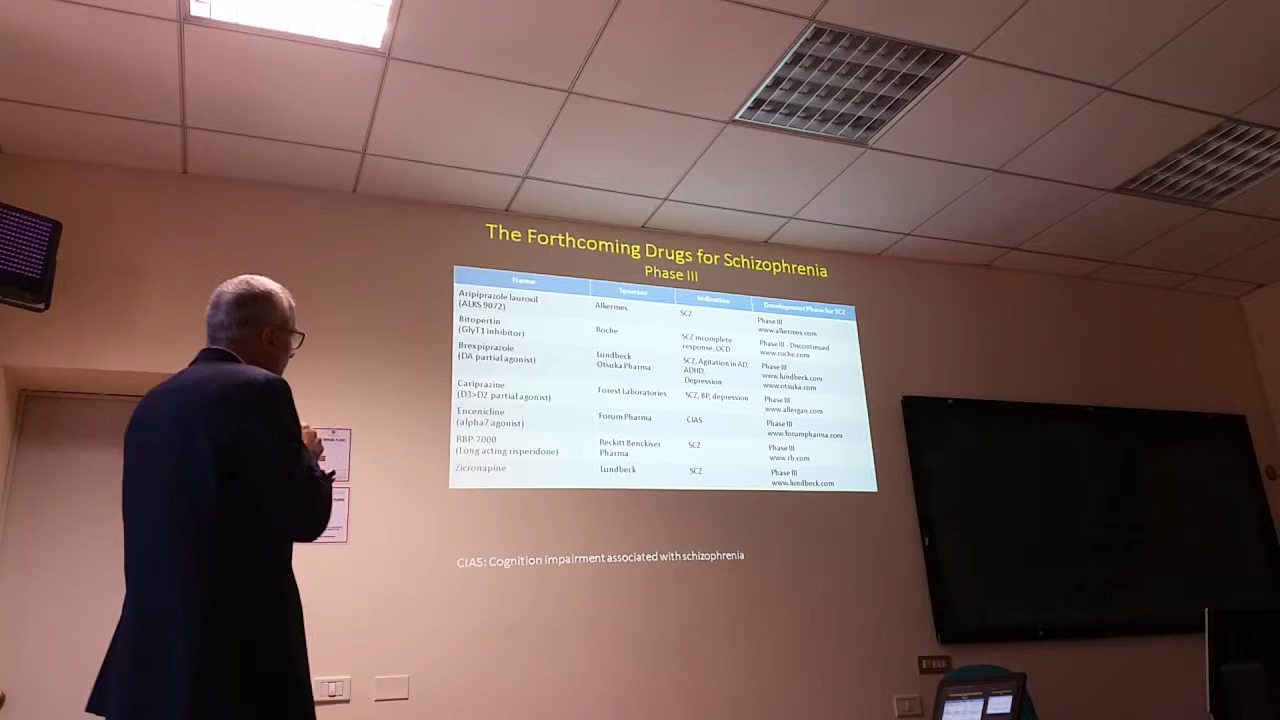 The Forthcoming Drugs for Schizophrenia
Phase III
Name Sponsor Indication Development Phase for SCZ
Aripiprazole lauroxil
(ALKS 9072)
Alkermes
SCZ
Phase III
www.alkermes.com
Bitopertin
(GlyT1 inhibitor)
Roche
SCZ incomplete
response, OCD
Phase III - Discontinued
www.roche.com
Brexpiprazole
(DA partial agonist)
Lundbeck
Otsuka Pharma
SCZ, Agitation in AD,
ADHD,
Depression
Phase III
www.lundbeck.com
www.otsuka.com
Cariprazine
(D3>D2 partial agonist)
Forest Laboratories
SCZ, BP, depression
Phase III
www.allergan.com
Encenicline
(alpha7 agonist)
Forum Pharma
CIAS
Phase III
www.forumpharma.com
RBP-7000
(Long acting risperidone)
Reckitt Benckiser
Pharma
SCZ
Phase III
www.rb.com
Zicronapine
Lundbeck
SCZ
Phase III
www.lundbeck.com
CIAS: Cognition impairment associated with schizophrenia